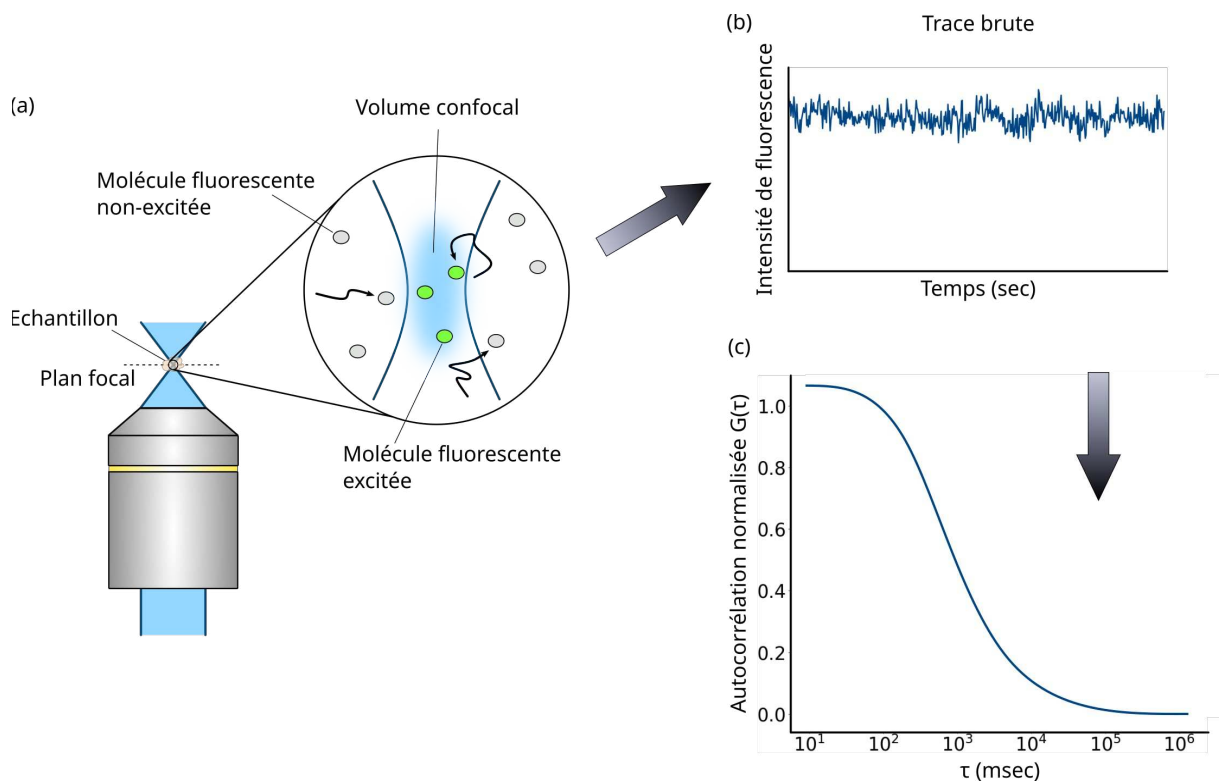 (a)
Volume confocal
Molécule fluorescente
non-excitée
Echantillon
Plan focal
Molécule fluorescente
excitée
(b)
Trace brute
Intensité de fluorescence
Temps (sec)
(c)
Autocorrélation normalisée G(τ)
1.0
0.8
0.6
0.4
0.2
0.0
10¹ 10² 10³ 10⁴ 10⁵ 10⁶
τ (msec)